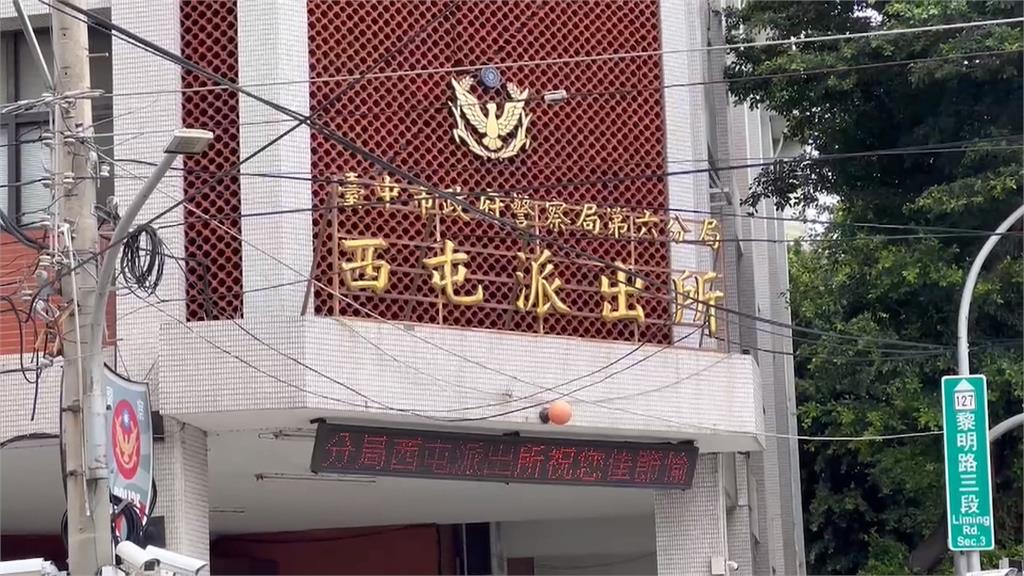 臺中市政府警察局第六分局
西屯派出所
分局西屯派出所祝您佳節愉
127
黎明路三段
Liming
Rd.
Sec.3